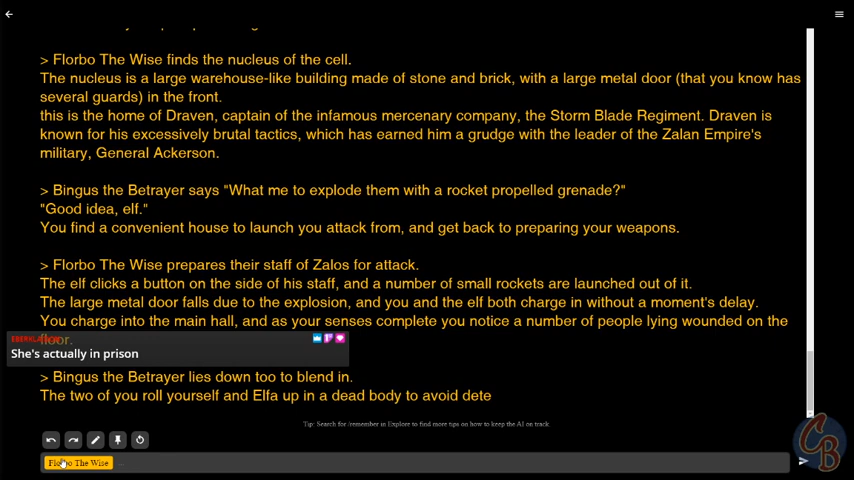 > Florbo The Wise finds the nucleus of the cell.
The nucleus is a large warehouse-like building made of stone and brick, with a large metal door (that you know has
several guards) in the front.
this is the home of Draven, captain of the infamous mercenary company, the Storm Blade Regiment. Draven is
known for his excessively brutal tactics, which has earned him a grudge with the leader of the Zalan Empire's
military, General Ackerson.
> Bingus the Betrayer says "What me to explode them with a rocket propelled grenade?"
"Good idea, elf."
You find a convenient house to launch you attack from, and get back to preparing your weapons.
> Florbo The Wise prepares their staff of Zalos for attack.
The elf clicks a button on the side of his staff, and a number of small rockets are launched out of it.
The large metal door falls due to the explosion, and you and the elf both charge in without a moment's delay.
You charge into the main hall, and as your senses complete you notice a number of people lying wounded on the
floor.
She's actually in prison
> Bingus the Betrayer lies down too to blend in.
The two of you roll yourself and Elfa up in a dead body to avoid dete
Tip: Search for /remember in Explore to find more tips on how to keep the AI on track.
Florbo The Wise
CB